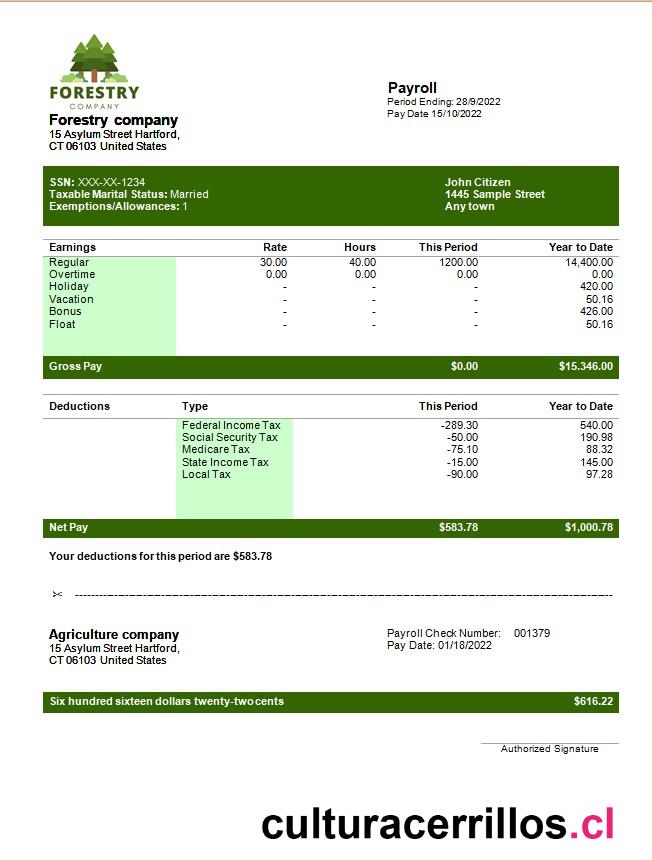 FORESTRY
COMPANY
Forestry company
15 Asylum Street Hartford,
CT 06103 United States
Payroll
Period Ending: 28/9/2022
Pay Date 15/10/2022
SSN: XXX-XX-1234
Taxable Marital Status: Married
Exemptions/Allowances: 1
John Citizen
1445 Sample Street
Any town
Earnings Rate Hours This Period Year to Date
Regular 30.00 40.00 1200.00 14,400.00
Overtime 0.00 0.00 0.00 0.00
Holiday - - - 420.00
Vacation - - - 50.16
Bonus - - - 426.00
Float - - - 50.16
Gross Pay $0.00 $15.346.00
Deductions Type This Period Year to Date
Federal Income Tax -289.30 540.00
Social Security Tax -50.00 190.98
Medicare Tax -75.10 88.32
State Income Tax -15.00 145.00
Local Tax -90.00 97.28
Net Pay $583.78 $1,000.78
Your deductions for this period are $583.78
Agriculture company
15 Asylum Street Hartford,
CT 06103 United States
Payroll Check Number: 001379
Pay Date: 01/18/2022
Six hundred sixteen dollars twenty-two cents $616.22
Authorized Signature
culturacerrillos.cl